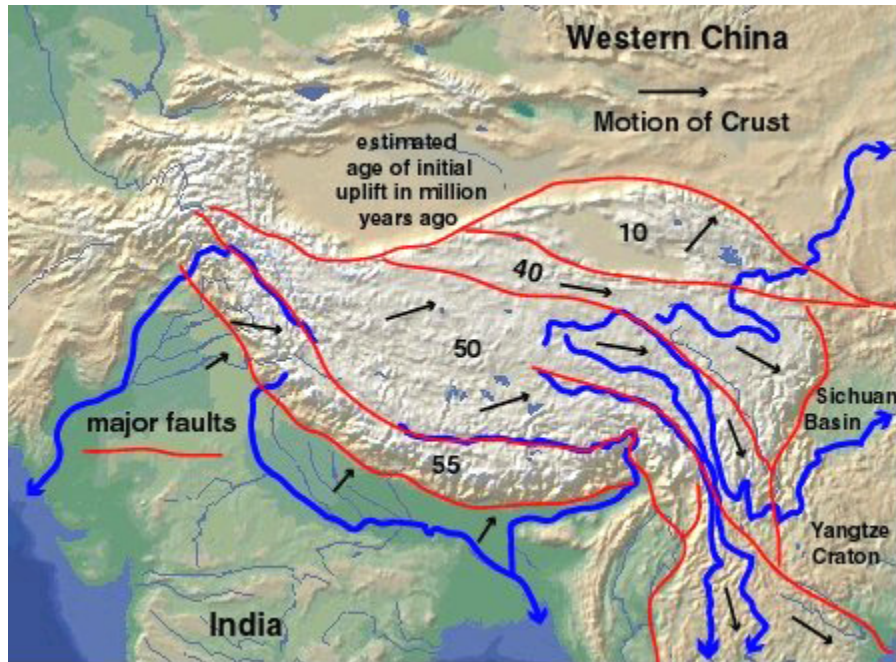 Western China
Motion of Crust
estimated
age of initial
uplift in million
years ago
10
40
50
Sichuan
Basin
major faults
55
Yangtze
Craton
India